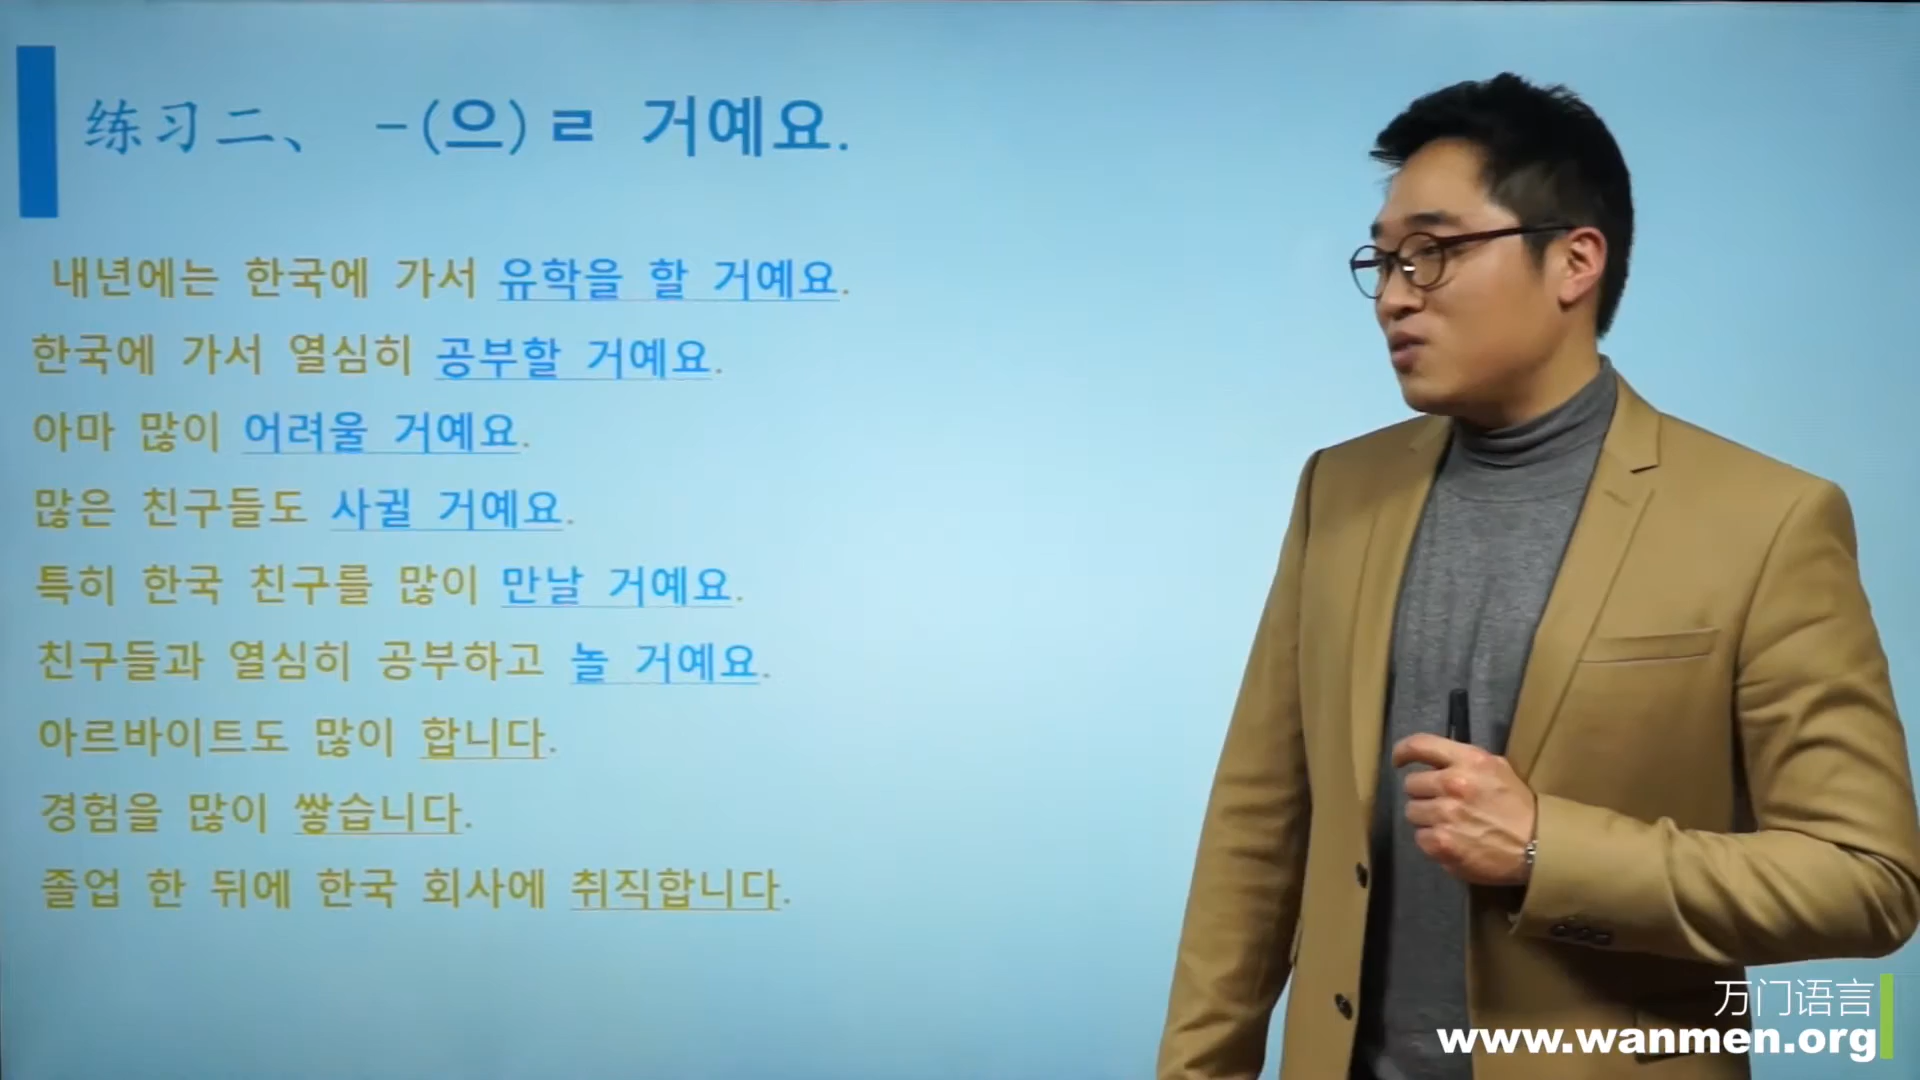 练习二、 -(으)ㄹ 거예요.
내년에는 한국에 가서 유학을 할 거예요.
한국에 가서 열심히 공부할 거예요.
아마 많이 어려울 거예요.
많은 친구들도 사귈 거예요.
특히 한국 친구를 많이 만날 거예요.
친구들과 열심히 공부하고 놀 거예요.
아르바이트도 많이 합니다.
경험을 많이 쌓습니다.
졸업 한 뒤에 한국 회사에 취직합니다.
万门语言
www.wanmen.org